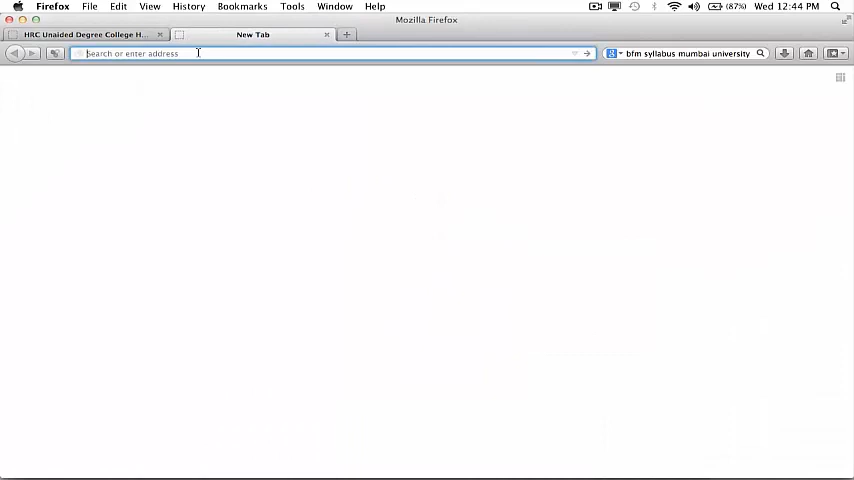 Firefox File Edit View History Bookmarks Tools Window Help (87%) Wed 12:44 PM
Mozilla Firefox
HRC Unaided Degree College H... New Tab
Search or enter address bfm syllabus mumbai university